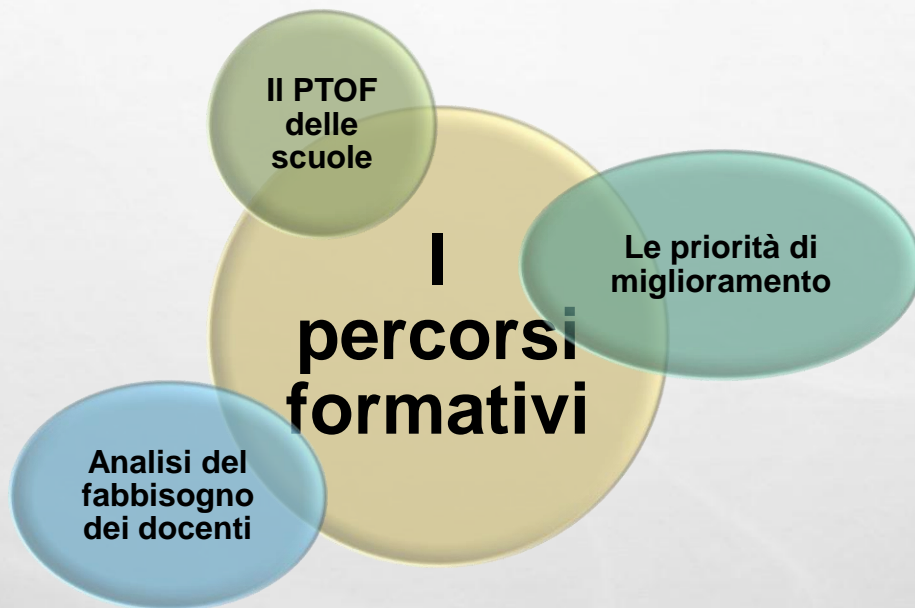 Il PTOF
delle
scuole
Le priorità di
miglioramento
I
percorsi
formativi
Analisi del
fabbisogno
dei docenti